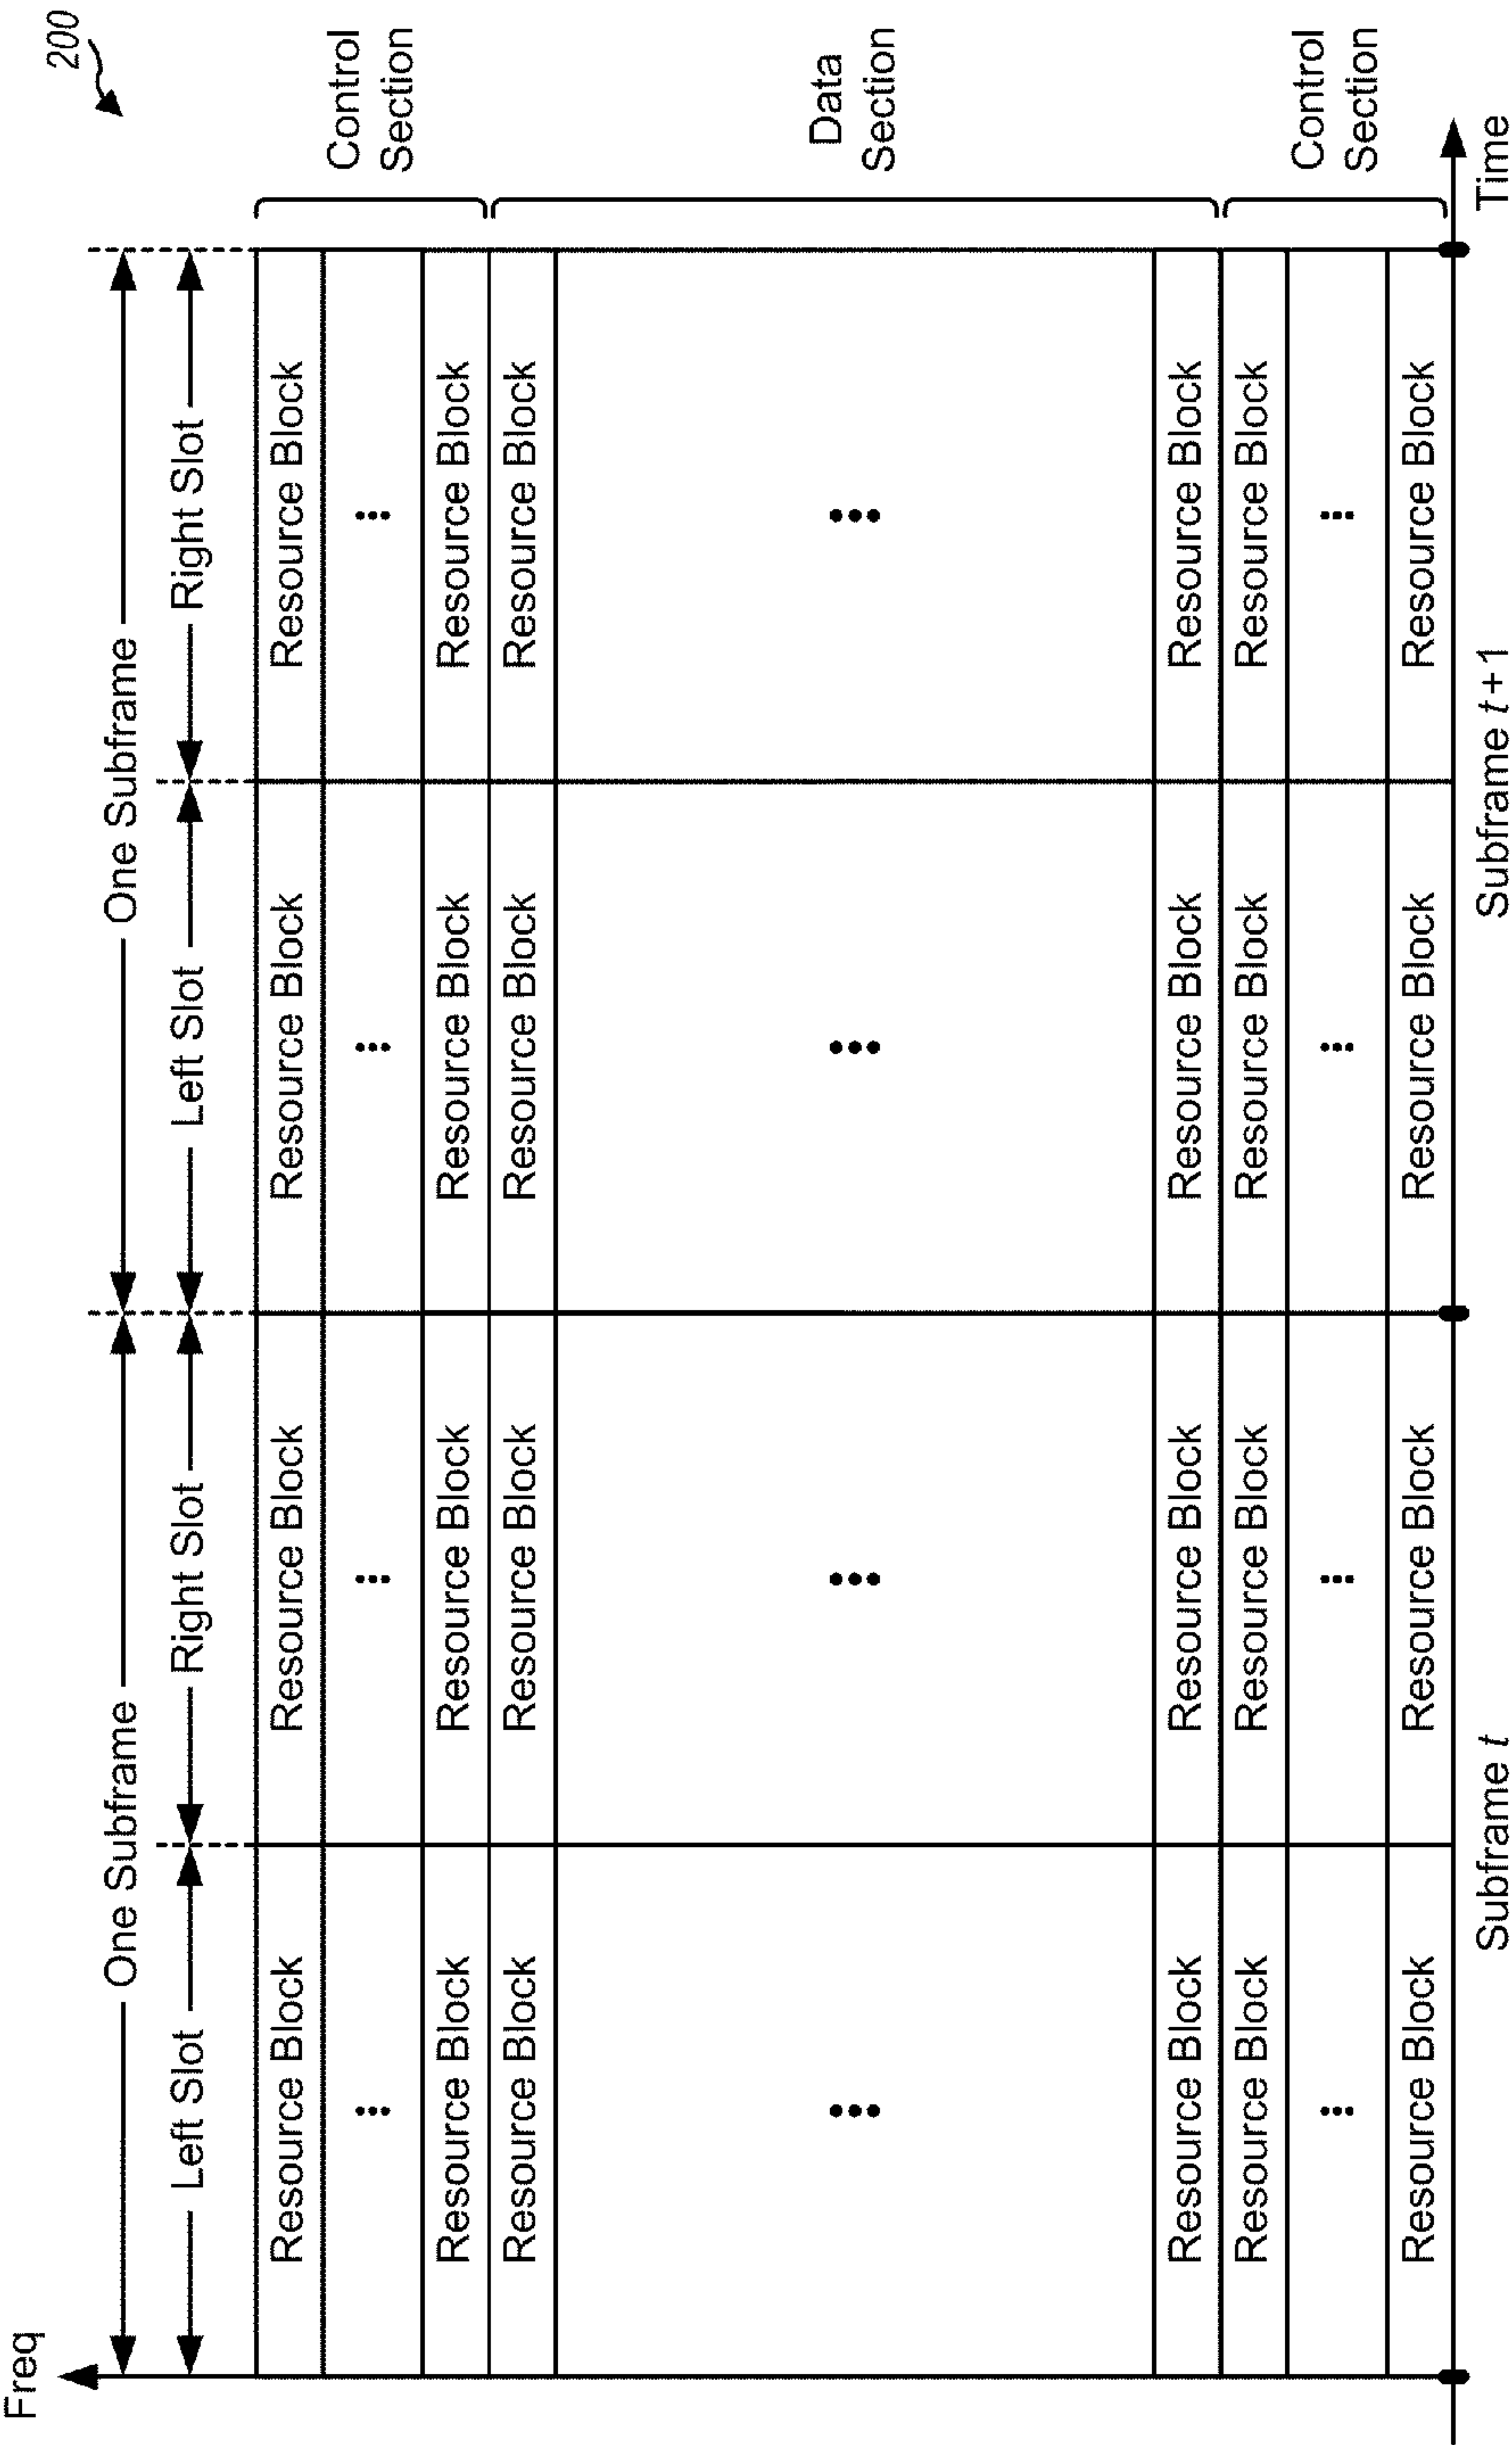 Freq
200
One Subframe One Subframe
Left Slot Right Slot Left Slot Right Slot
Resource Block Resource Block Resource Block Resource Block
Control
Section
Resource Block Resource Block Resource Block Resource Block
Resource Block Resource Block Resource Block Resource Block
Data
Section
Resource Block Resource Block Resource Block Resource Block
Resource Block Resource Block Resource Block Resource Block
Control
Section
Resource Block Resource Block Resource Block Resource Block
Subframe t Subframe t + 1 Time